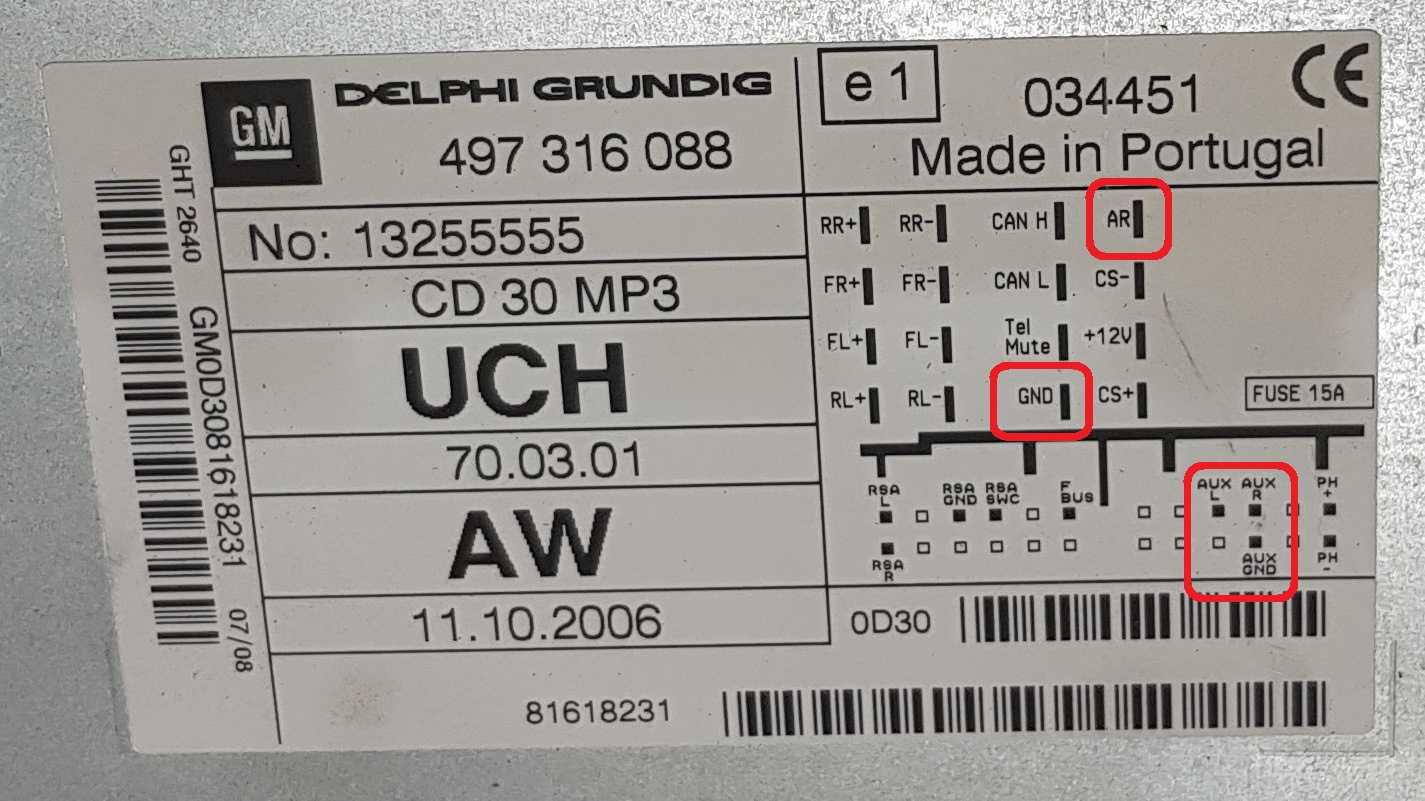 GM
DELPHI GRUNDIG
497 316 088
e 1
034451
CE
Made in Portugal
No: 13255555
CD 30 MP3
UCH
70.03.01
AW
11.10.2006
GHT 2640
GM0D3081618231
07/08
RR+ RR- CAN H AR
FR+ FR- CAN L CS-
FL+ FL- Tel Mute +12V
RL+ RL- GND CS+
FUSE 15A
RSA L
RSA GND
RSA SWC
F BUS
AUX L
AUX R
PH +
RSA R
AUX GND
PH -
0D30
81618231